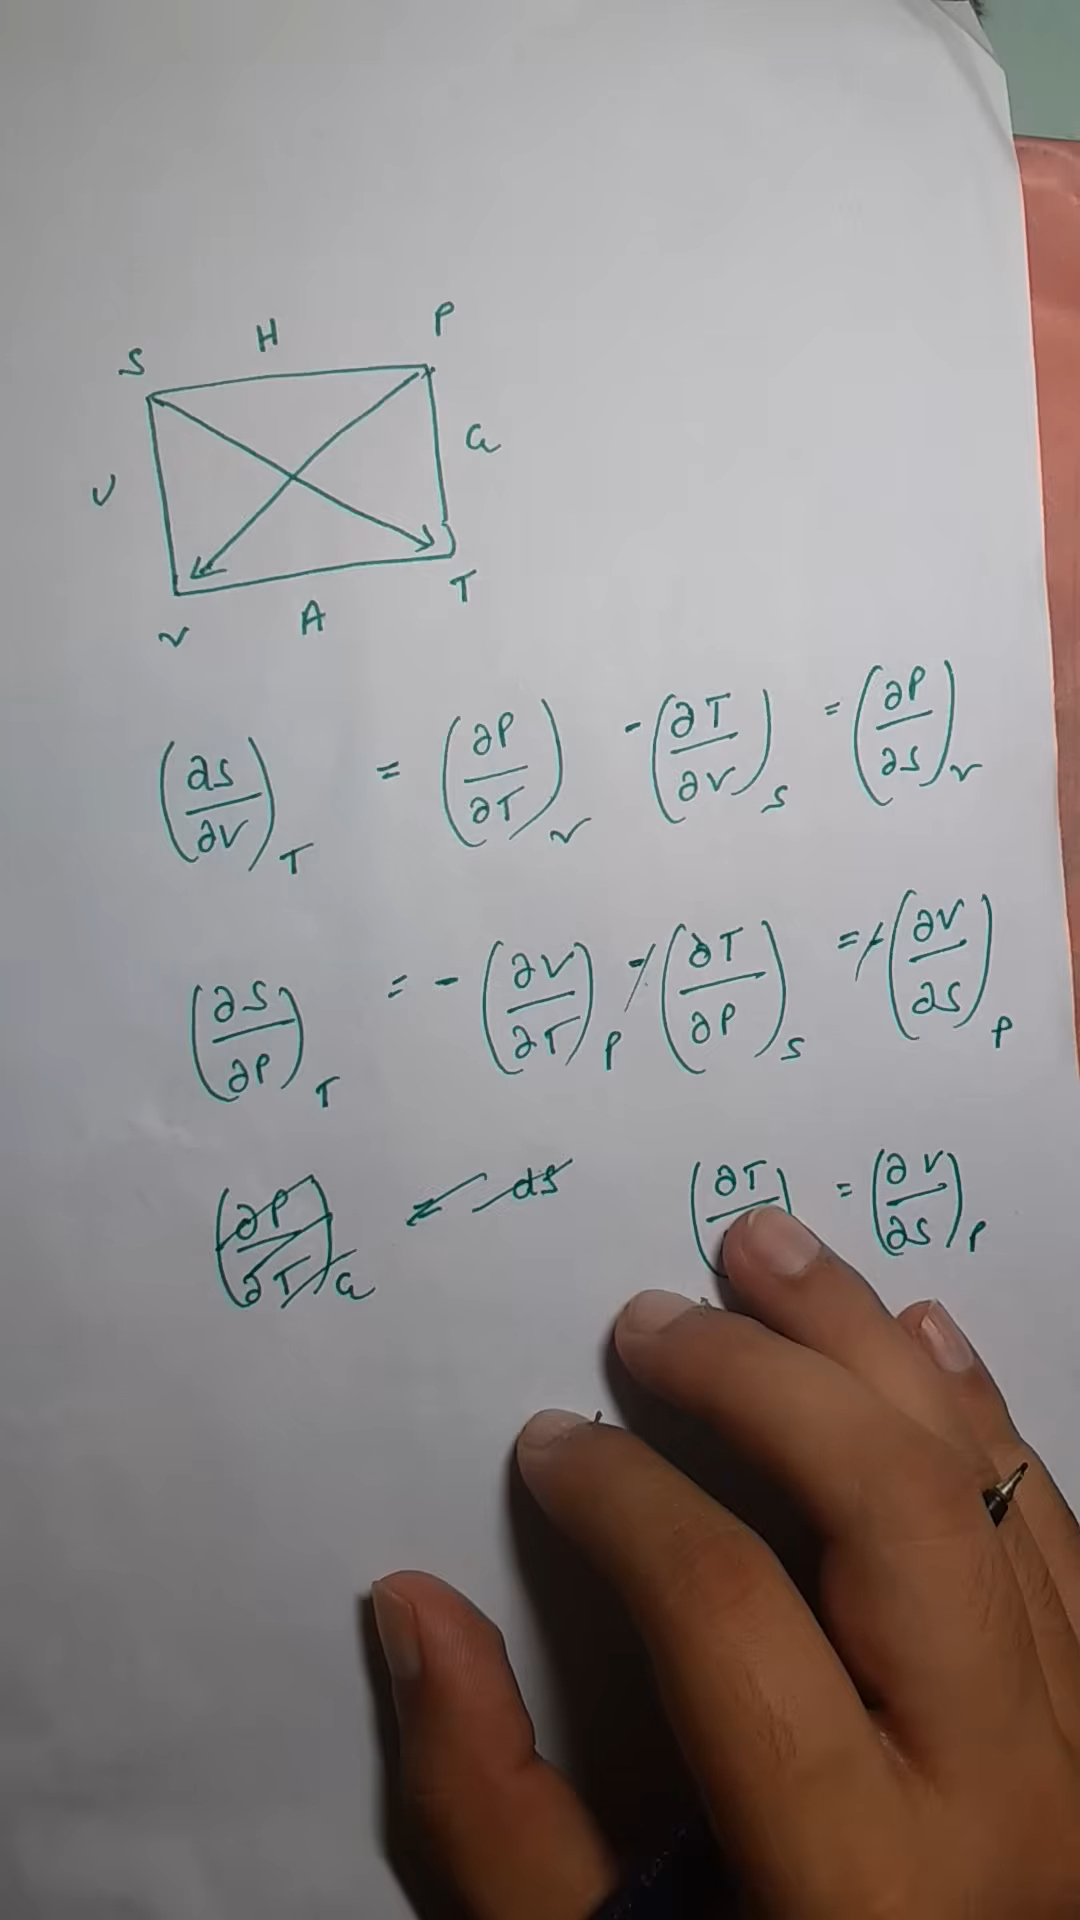 S H P
U G
V A T
(∂S/∂V)_T = (∂P/∂T)_V -(∂T/∂V)_S = (∂P/∂S)_V
(∂S/∂P)_T = -(∂V/∂T)_P -(∂T/∂P)_S = -(∂V/∂S)_P
(∂P/∂T)_G dS (∂T = (∂V/∂S)_P